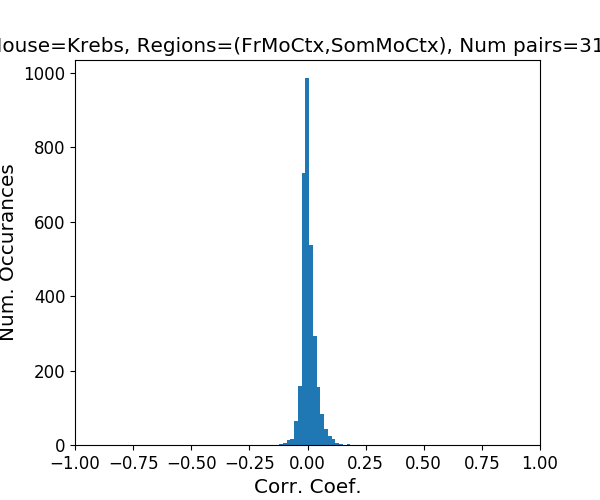 Mouse=Krebs, Regions=(FrMoCtx,SomMoCtx), Num pairs=31
1000
800
600
400
200
0
Num. Occurances
−1.00 −0.75 −0.50 −0.25 0.00 0.25 0.50 0.75 1.00
Corr. Coef.